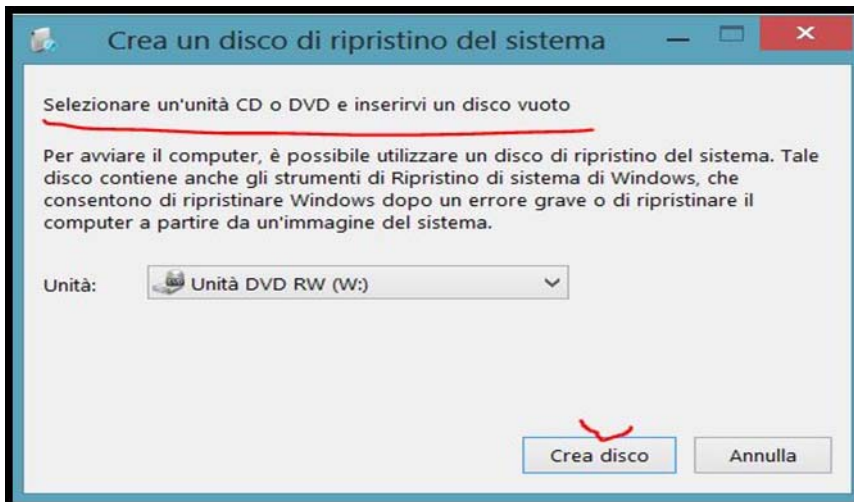 Crea un disco di ripristino del sistema
Selezionare un'unità CD o DVD e inserirvi un disco vuoto
Per avviare il computer, è possibile utilizzare un disco di ripristino del sistema. Tale
disco contiene anche gli strumenti di Ripristino di sistema di Windows, che
consentono di ripristinare Windows dopo un errore grave o di ripristinare il
computer a partire da un'immagine del sistema.
Unità: Unità DVD RW (W:)
Crea disco Annulla